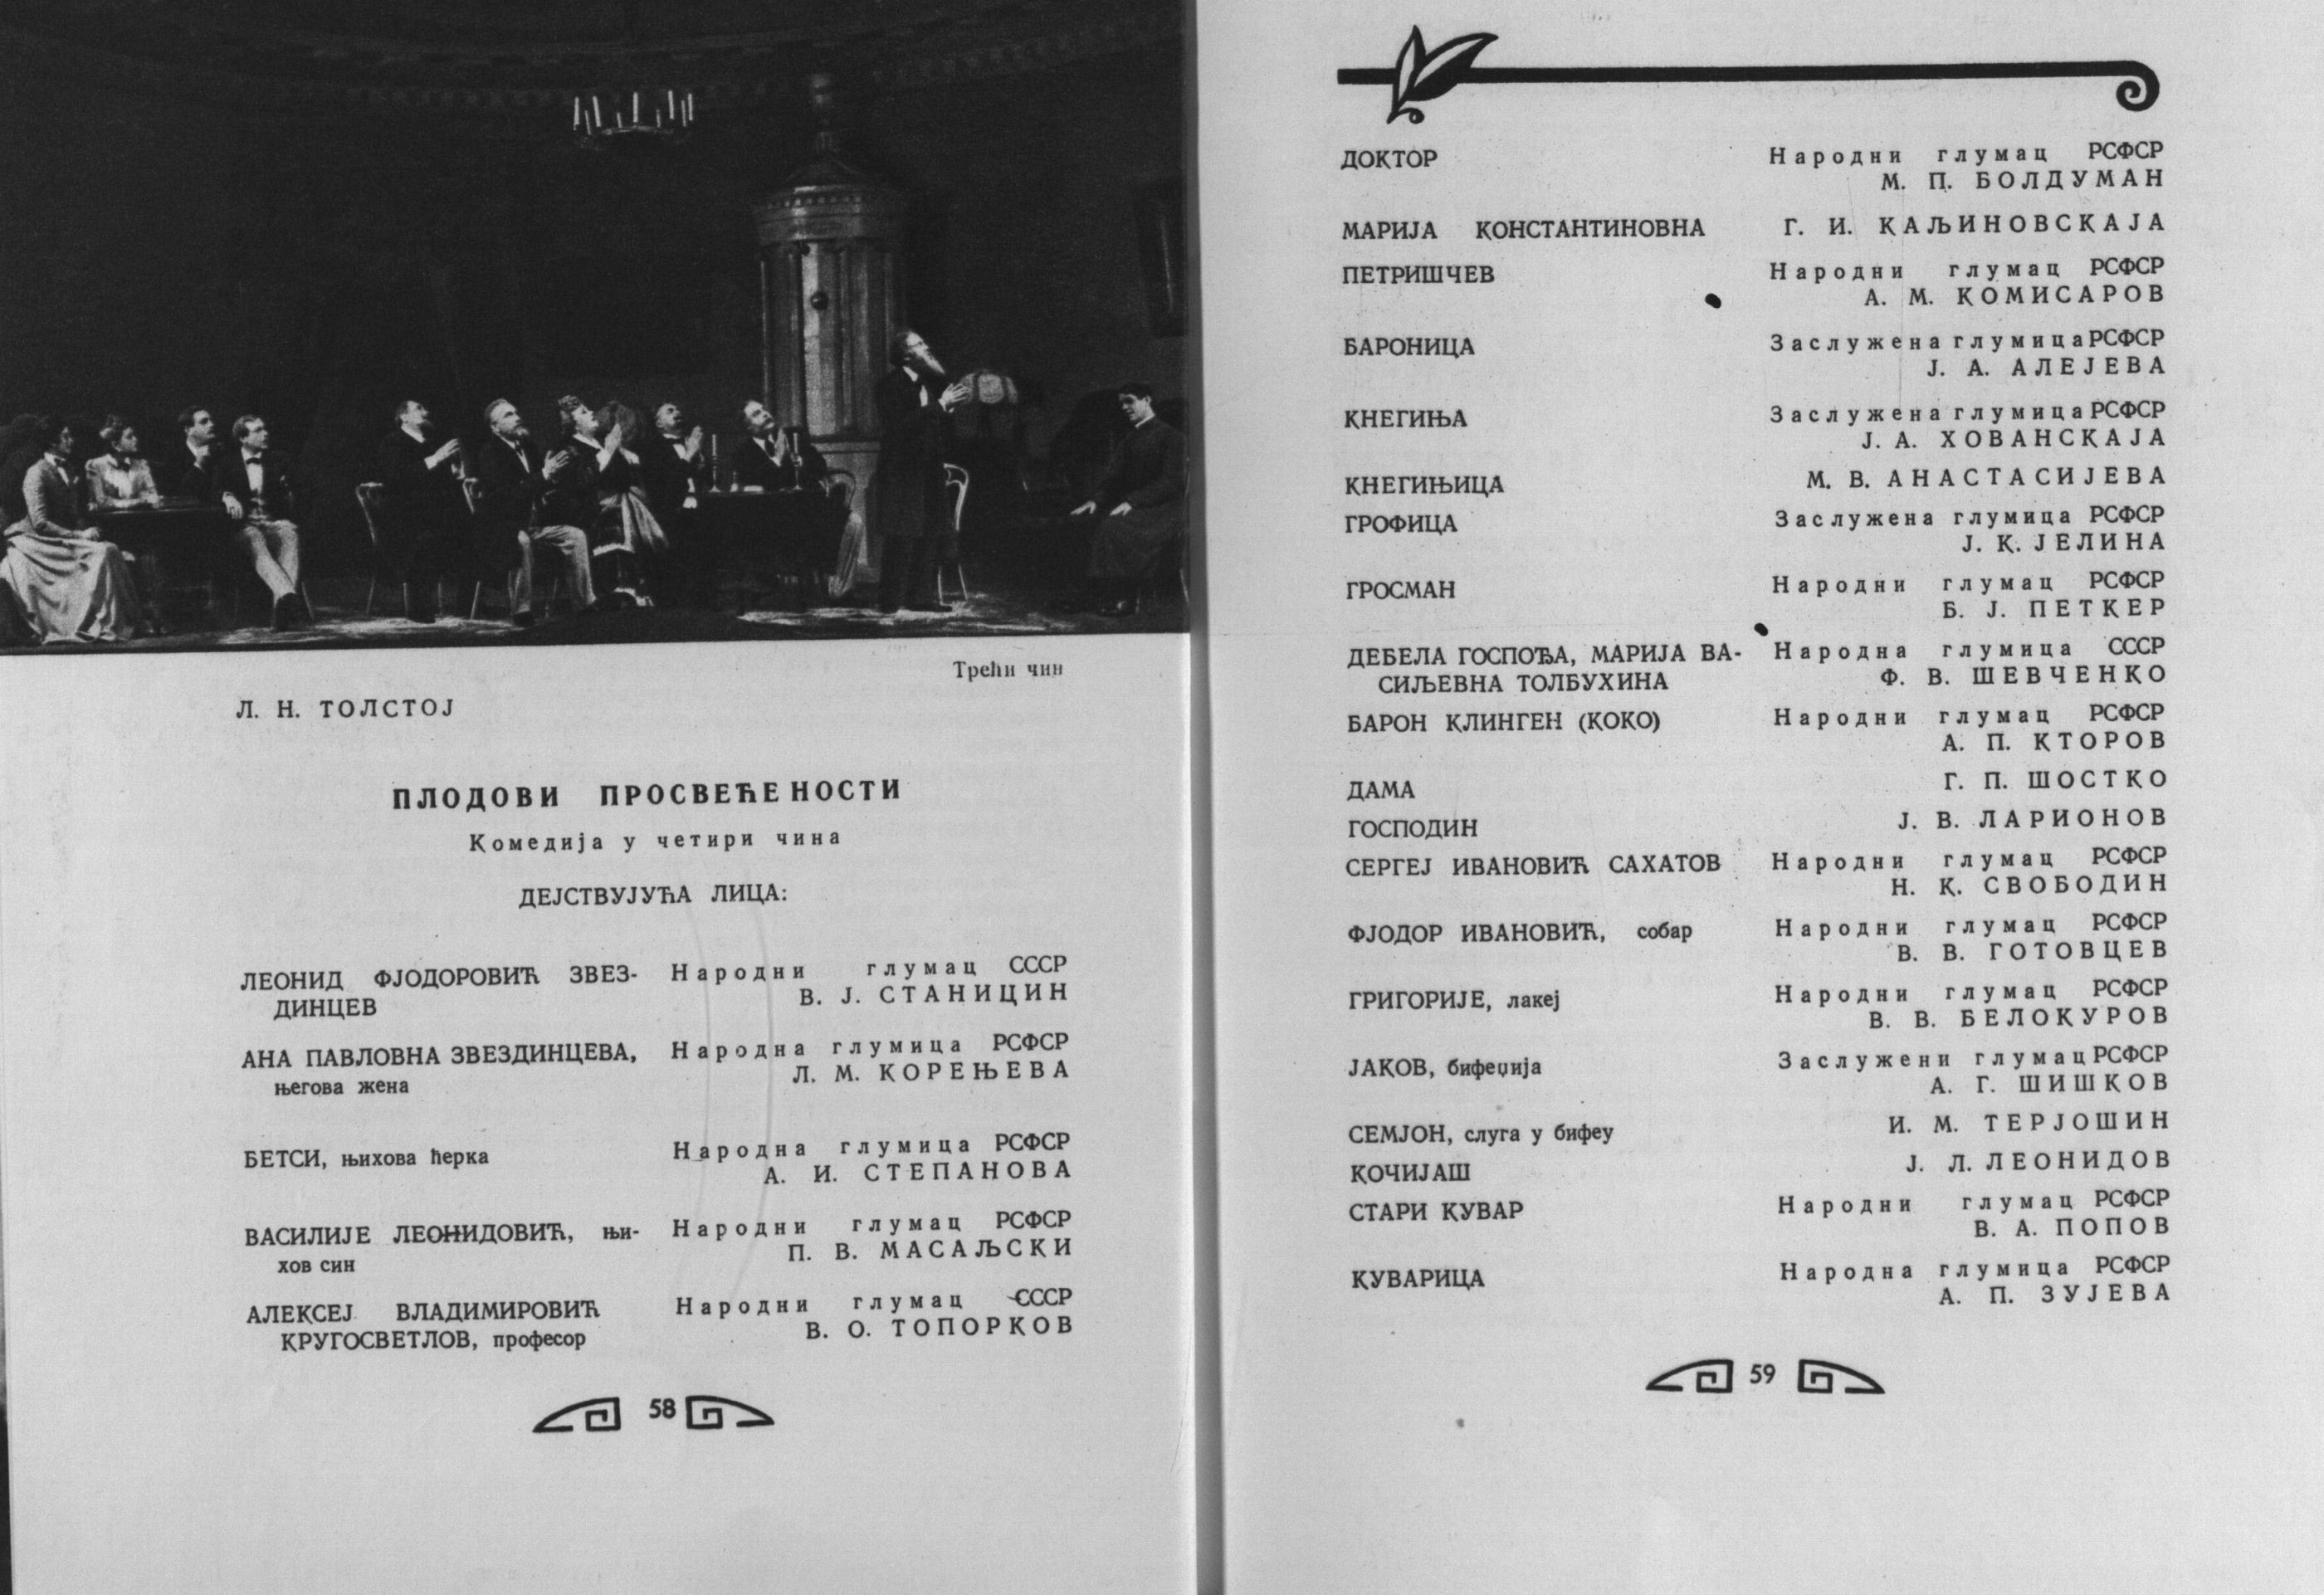 Трећи чин
Л. Н. ТОЛСТОЈ
ПЛОДОВИ ПРОСВЕЋЕНОСТИ
Комедија у четири чина
ДЕЈСТВУЈУЋА ЛИЦА:
ЛЕОНИД ФЈОДОРОВИЋ ЗВЕЗ- Народни глумац СССР
ДИНЦЕВ В. Ј. СТАНИЦИН
АНА ПАВЛОВНА ЗВЕЗДИНЦЕВА, Народна глумица РСФСР
његова жена Л. М. КОРЕЊЕВА
БЕТСИ, њихова ћерка Народна глумица РСФСР
А. И. СТЕПАНОВА
ВАСИЛИЈЕ ЛЕОНИДОВИЋ, њи- Народни глумац РСФСР
хов син П. В. МАСАЉСКИ
АЛЕКСЕЈ ВЛАДИМИРОВИЋ Народни глумац СССР
КРУГОСВЕТЛОВ, професор В. О. ТОПОРКОВ
58
ДОКТОР Народни глумац РСФСР
М. П. БОЛДУМАН
МАРИЈА КОНСТАНТИНОВНА Г. И. КАЉИНОВСКАЈА
ПЕТРИШЧЕВ Народни глумац РСФСР
А. М. КОМИСАРОВ
БАРОНИЦА Заслужена глумица РСФСР
Ј. А. АЛЕЈЕВА
КНЕГИЊА Заслужена глумица РСФСР
Ј. А. ХОВАНСКАЈА
КНЕГИЊИЦА М. В. АНАСТАСИЈЕВА
ГРОФИЦА Заслужена глумица РСФСР
Ј. К. ЈЕЛИНА
ГРОСМАН Народни глумац РСФСР
Б. Ј. ПЕТКЕР
ДЕБЕЛА ГОСПОЂА, МАРИЈА ВА- Народна глумица СССР
СИЉЕВНА ТОЛБУХИНА Ф. В. ШЕВЧЕНКО
БАРОН КЛИНГЕН (КОКО) Народни глумац РСФСР
А. П. КТОРОВ
ДАМА Г. П. ШОСТКО
ГОСПОДИН Ј. В. ЛАРИОНОВ
СЕРГЕЈ ИВАНОВИЋ САХАТОВ Народни глумац РСФСР
Н. К. СВОБОДИН
ФЈОДОР ИВАНОВИЋ, собар Народни глумац РСФСР
В. В. ГОТОВЦЕВ
ГРИГОРИЈЕ, лакеј Народни глумац РСФСР
В. В. БЕЛОКУРОВ
ЈАКОВ, бифеџија Заслужени глумац РСФСР
А. Г. ШИШКОВ
СЕМЈОН, слуга у бифеу И. М. ТЕРЈОШИН
КОЧИЈАШ Ј. Л. ЛЕОНИДОВ
СТАРИ КУВАР Народни глумац РСФСР
В. А. ПОПОВ
КУВАРИЦА Народна глумица РСФСР
А. П. ЗУЈЕВА
59